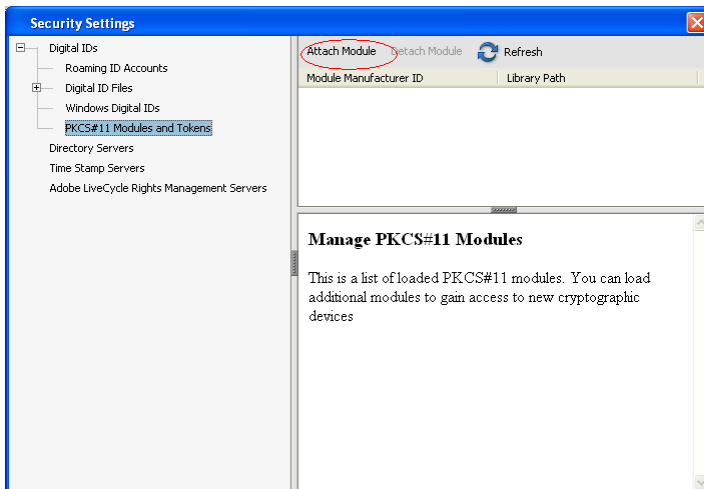 Security Settings
Digital IDs
Roaming ID Accounts
Digital ID Files
Windows Digital IDs
PKCS#11 Modules and Tokens
Directory Servers
Time Stamp Servers
Adobe LiveCycle Rights Management Servers
Attach Module Detach Module Refresh
Module Manufacturer ID Library Path
Manage PKCS#11 Modules
This is a list of loaded PKCS#11 modules. You can load
additional modules to gain access to new cryptographic
devices